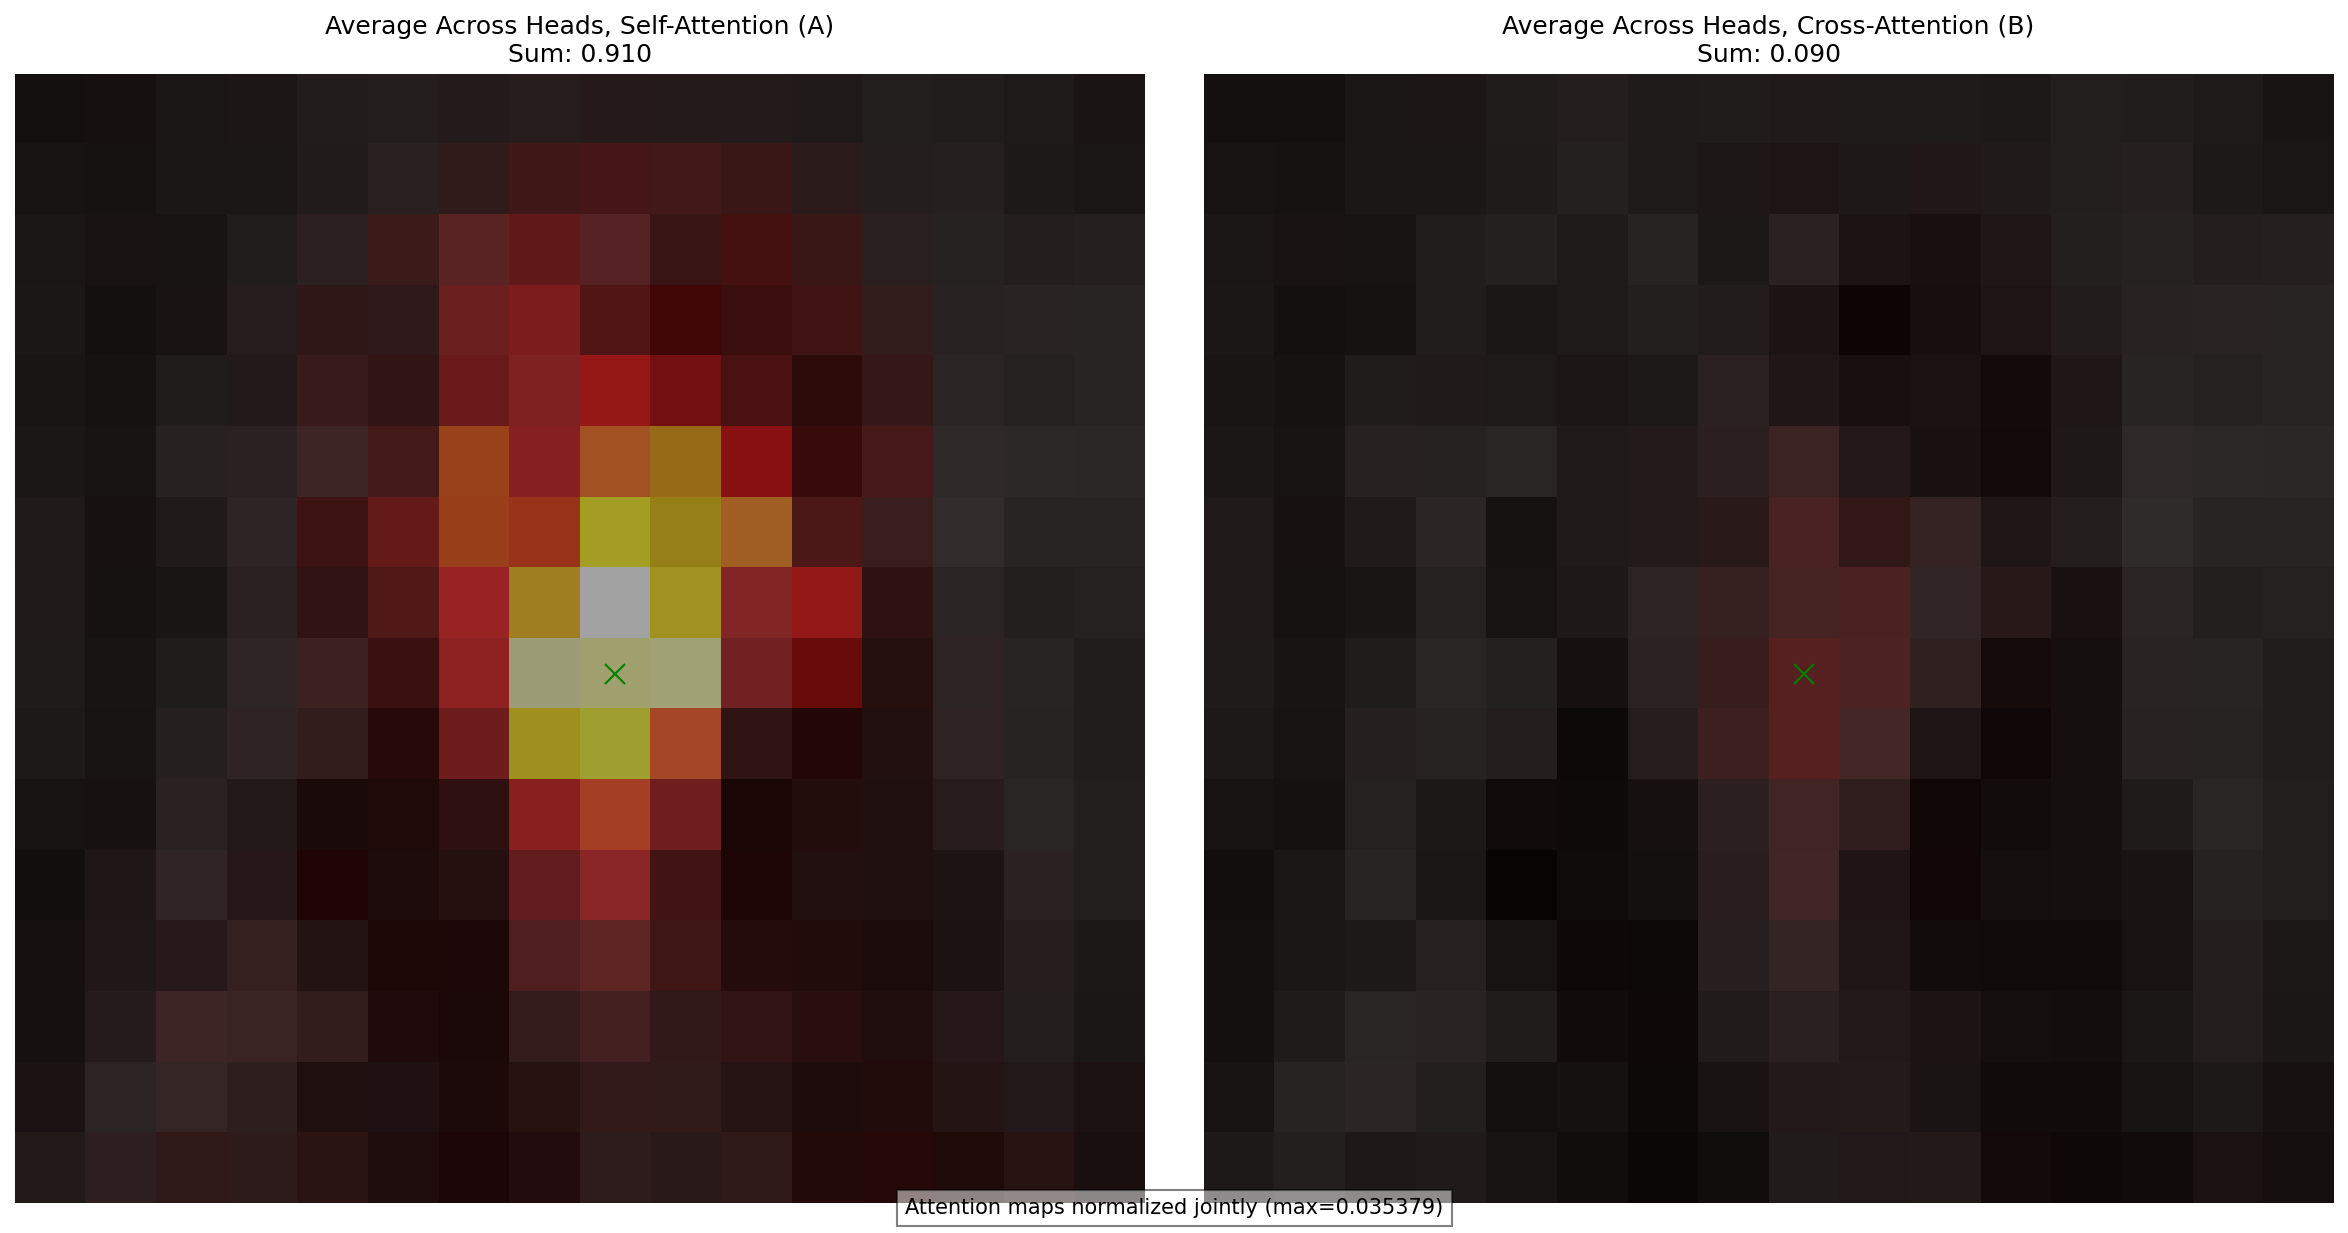 Average Across Heads, Self-Attention (A)
Sum: 0.910
Average Across Heads, Cross-Attention (B)
Sum: 0.090
Attention maps normalized jointly (max=0.035379)